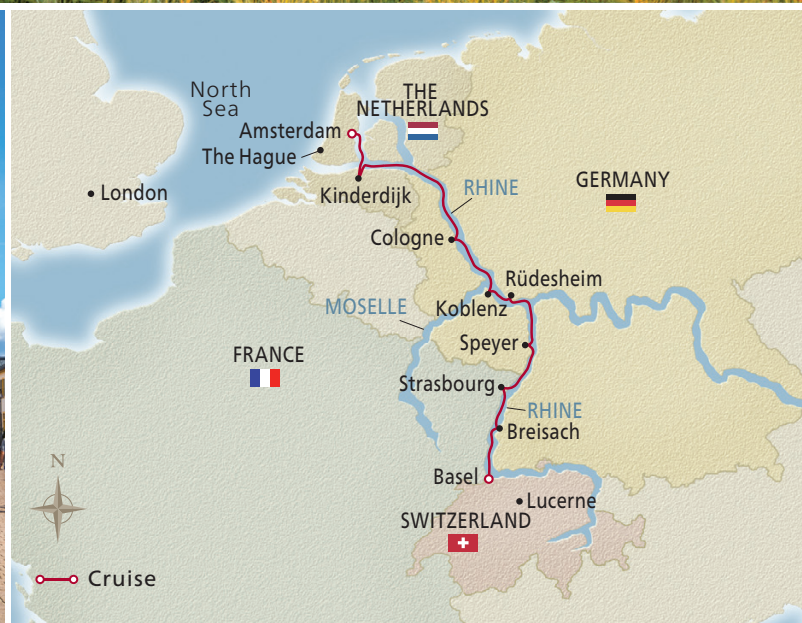 North
Sea
THE
NETHERLANDS
Amsterdam
The Hague
London
Kinderdijk
RHINE
GERMANY
Cologne
Rüdesheim
MOSELLE
Koblenz
Speyer
FRANCE
Strasbourg
RHINE
Breisach
N
Basel
Lucerne
SWITZERLAND
Cruise